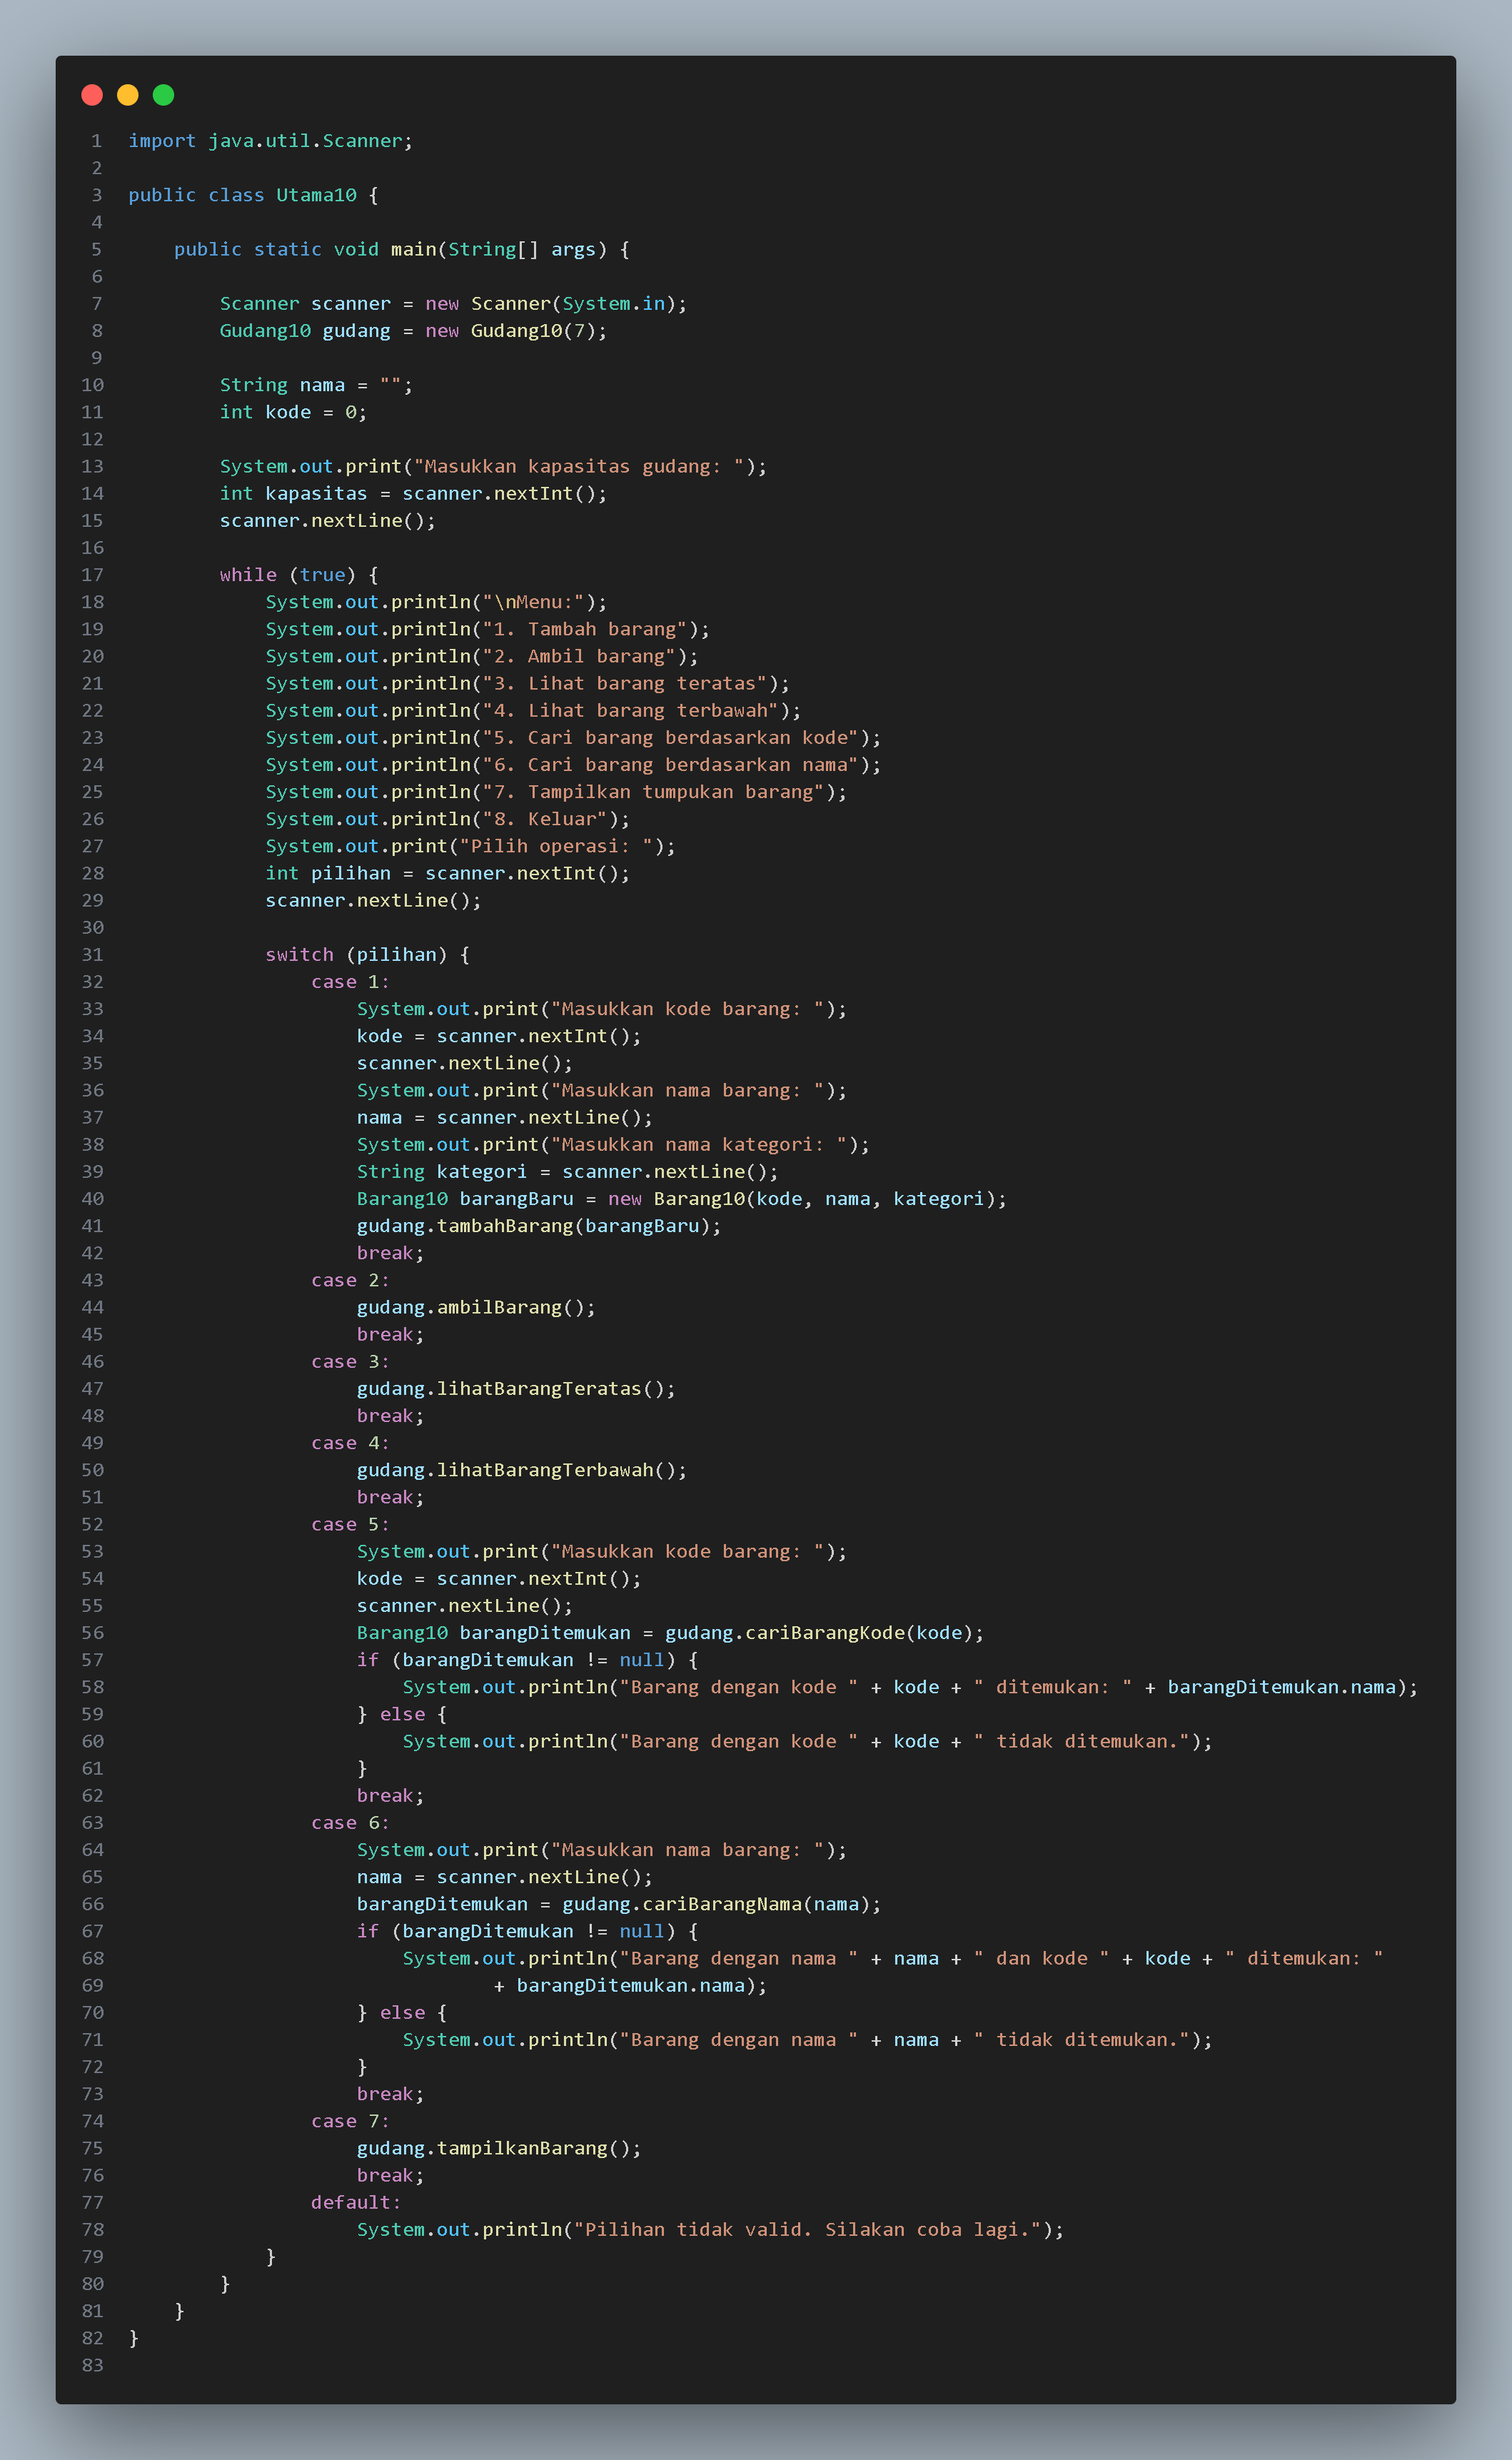 1 import java.util.Scanner;
2
3 public class Utama10 {
4
5     public static void main(String[] args) {
6
7         Scanner scanner = new Scanner(System.in);
8         Gudang10 gudang = new Gudang10(7);
9
10         String nama = "";
11         int kode = 0;
12
13         System.out.print("Masukkan kapasitas gudang: ");
14         int kapasitas = scanner.nextInt();
15         scanner.nextLine();
16
17         while (true) {
18             System.out.println("\nMenu:");
19             System.out.println("1. Tambah barang");
20             System.out.println("2. Ambil barang");
21             System.out.println("3. Lihat barang teratas");
22             System.out.println("4. Lihat barang terbawah");
23             System.out.println("5. Cari barang berdasarkan kode");
24             System.out.println("6. Cari barang berdasarkan nama");
25             System.out.println("7. Tampilkan tumpukan barang");
26             System.out.println("8. Keluar");
27             System.out.print("Pilih operasi: ");
28             int pilihan = scanner.nextInt();
29             scanner.nextLine();
30
31             switch (pilihan) {
32                 case 1:
33                     System.out.print("Masukkan kode barang: ");
34                     kode = scanner.nextInt();
35                     scanner.nextLine();
36                     System.out.print("Masukkan nama barang: ");
37                     nama = scanner.nextLine();
38                     System.out.print("Masukkan nama kategori: ");
39                     String kategori = scanner.nextLine();
40                     Barang10 barangBaru = new Barang10(kode, nama, kategori);
41                     gudang.tambahBarang(barangBaru);
42                     break;
43                 case 2:
44                     gudang.ambilBarang();
45                     break;
46                 case 3:
47                     gudang.lihatBarangTeratas();
48                     break;
49                 case 4:
50                     gudang.lihatBarangTerbawah();
51                     break;
52                 case 5:
53                     System.out.print("Masukkan kode barang: ");
54                     kode = scanner.nextInt();
55                     scanner.nextLine();
56                     Barang10 barangDitemukan = gudang.cariBarangKode(kode);
57                     if (barangDitemukan != null) {
58                         System.out.println("Barang dengan kode " + kode + " ditemukan: " + barangDitemukan.nama);
59                     } else {
60                         System.out.println("Barang dengan kode " + kode + " tidak ditemukan.");
61                     }
62                     break;
63                 case 6:
64                     System.out.print("Masukkan nama barang: ");
65                     nama = scanner.nextLine();
66                     barangDitemukan = gudang.cariBarangNama(nama);
67                     if (barangDitemukan != null) {
68                         System.out.println("Barang dengan nama " + nama + " dan kode " + kode + " ditemukan: "
69                                 + barangDitemukan.nama);
70                     } else {
71                         System.out.println("Barang dengan nama " + nama + " tidak ditemukan.");
72                     }
73                     break;
74                 case 7:
75                     gudang.tampilkanBarang();
76                     break;
77                 default:
78                     System.out.println("Pilihan tidak valid. Silakan coba lagi.");
79             }
80         }
81     }
82 }
83